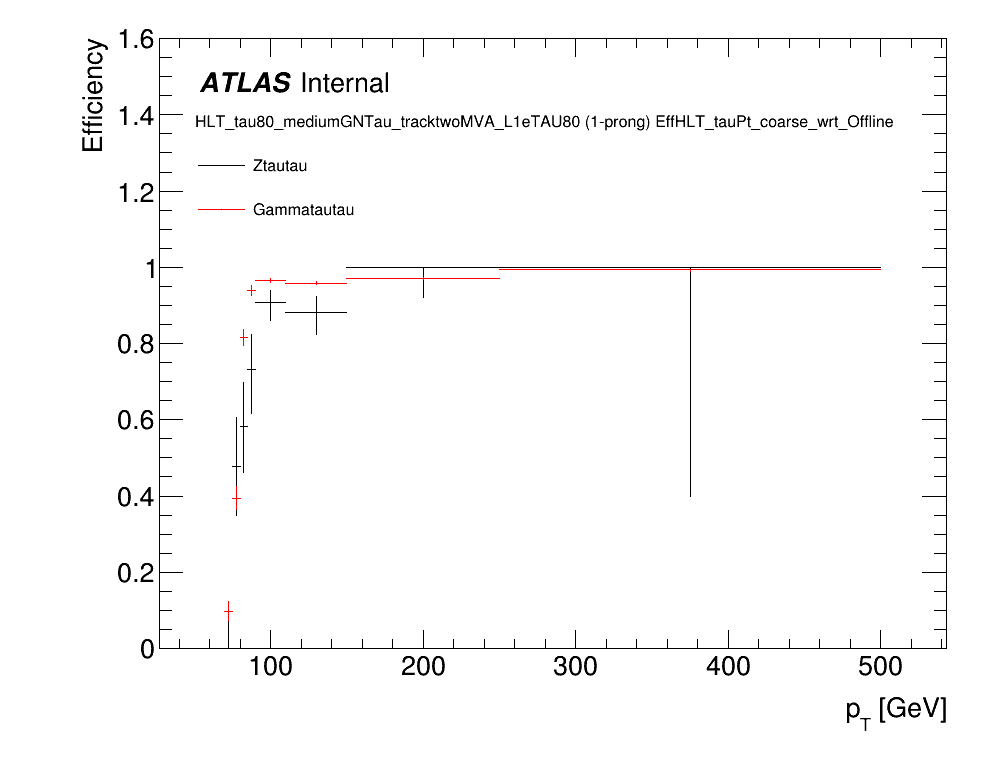 1.6
Efficiency
ATLAS Internal
1.4
HLT_tau80_mediumGNTau_tracktwoMVA_L1eTAU80 (1-prong) EffHLT_tauPt_coarse_wrt_Offline
Ztautau
1.2
Gammatautau
1
0.8
0.6
0.4
0.2
0
100 200 300 400 500
p_T [GeV]